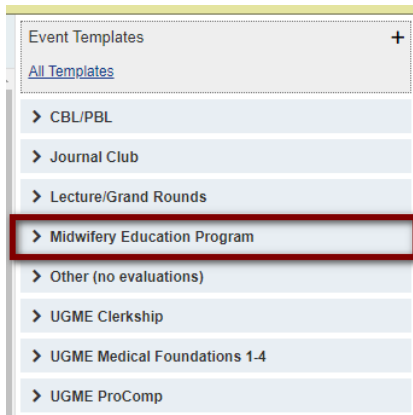 Event Templates +
All Templates
CBL/PBL
Journal Club
Lecture/Grand Rounds
Midwifery Education Program
Other (no evaluations)
UGME Clerkship
UGME Medical Foundations 1-4
UGME ProComp